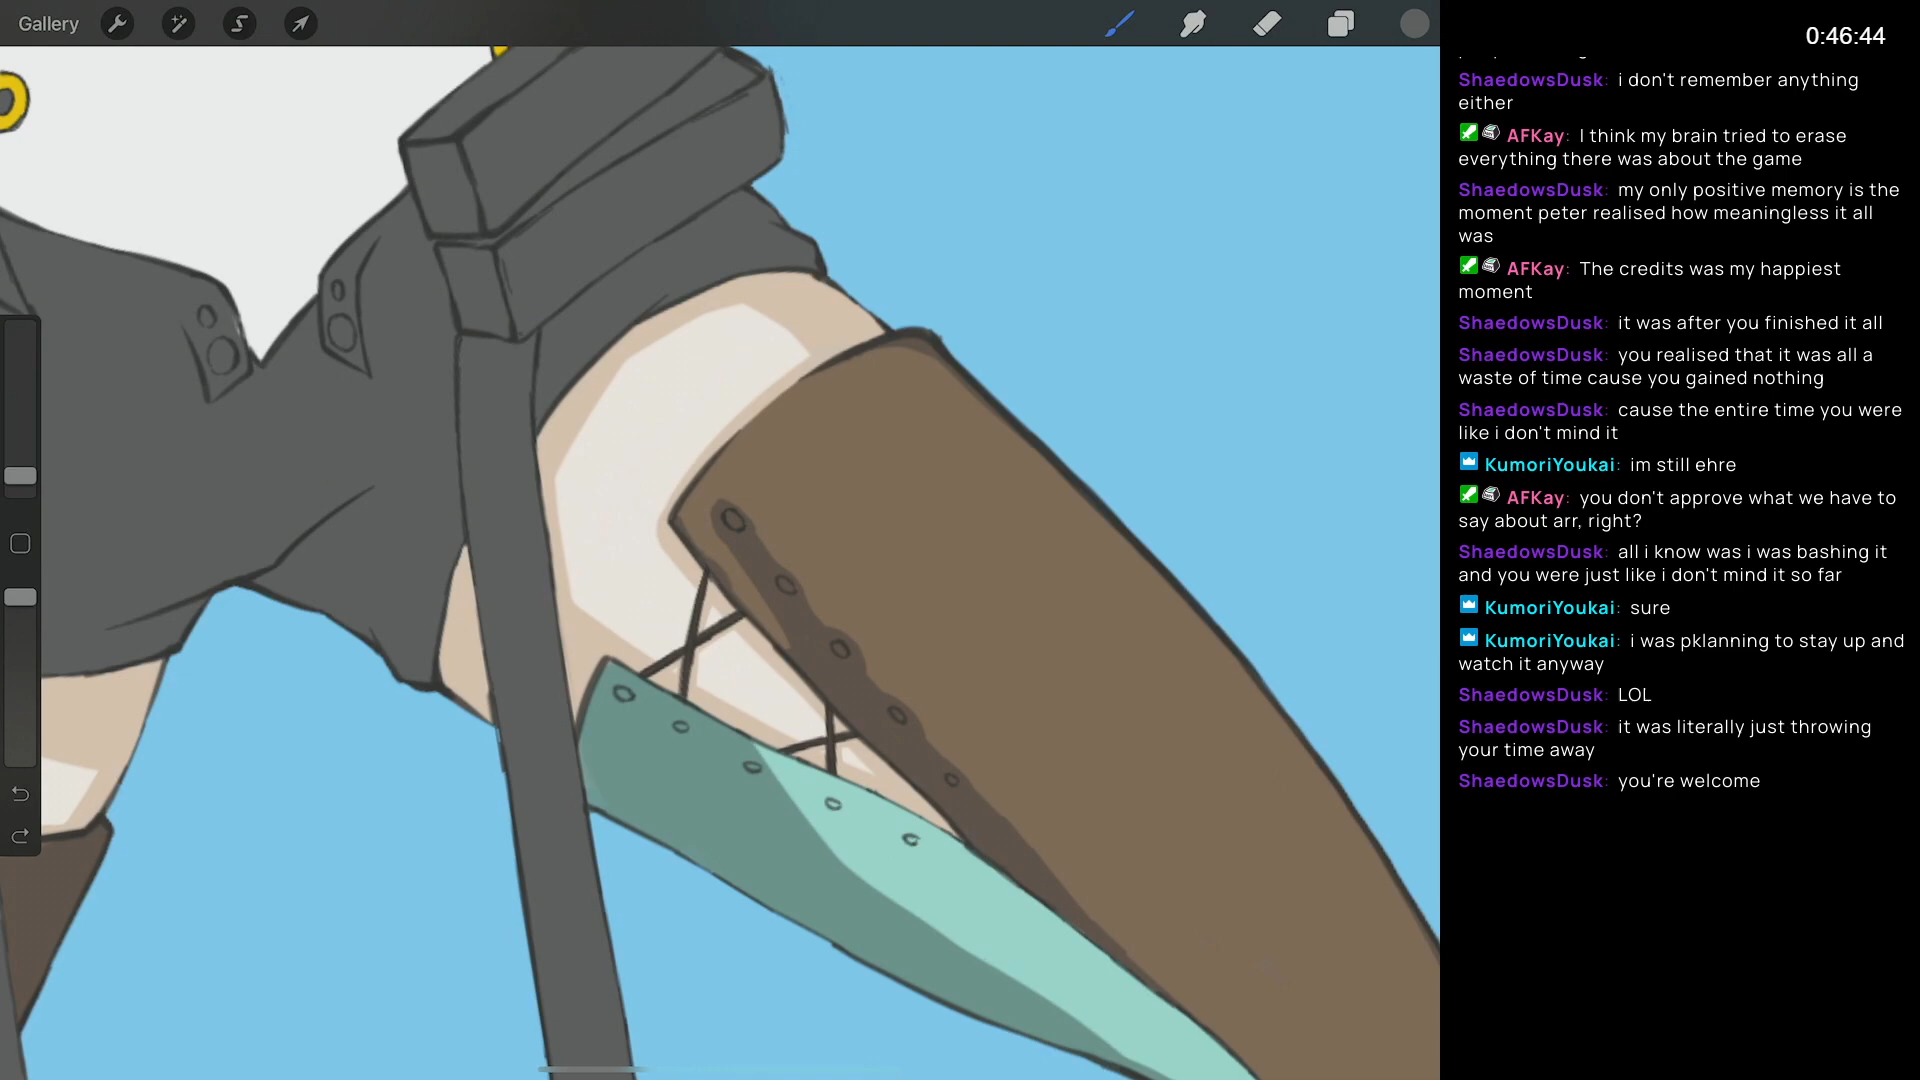 Gallery
0:46:44
ShaedowsDusk: i don't remember anything
either
AFKay: I think my brain tried to erase
everything there was about the game
ShaedowsDusk: my only positive memory is the
moment peter realised how meaningless it all
was
AFKay: The credits was my happiest
moment
ShaedowsDusk: it was after you finished it all
ShaedowsDusk: you realised that it was all a
waste of time cause you gained nothing
ShaedowsDusk: cause the entire time you were
like i don't mind it
KumoriYoukai: im still ehre
AFKay: you don't approve what we have to
say about arr, right?
ShaedowsDusk: all i know was i was bashing it
and you were just like i don't mind it so far
KumoriYoukai: sure
KumoriYoukai: i was pklanning to stay up and
watch it anyway
ShaedowsDusk: LOL
ShaedowsDusk: it was literally just throwing
your time away
ShaedowsDusk: you're welcome